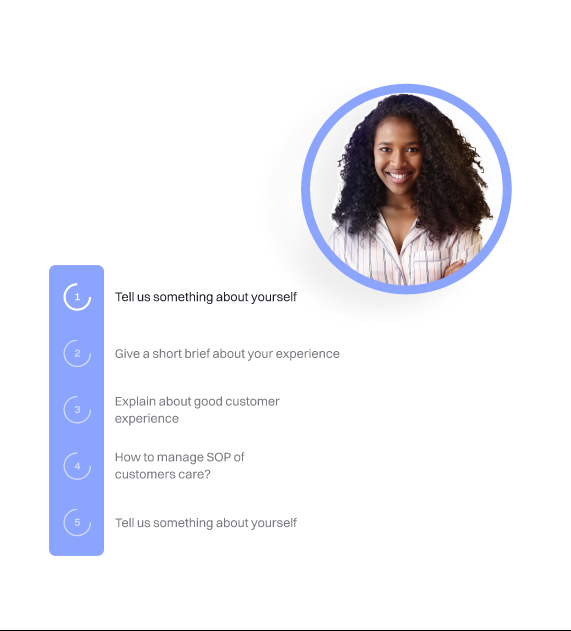 1
Tell us something about yourself
2
Give a short brief about your experience
3
Explain about good customer
experience
4
How to manage SOP of
customers care?
5
Tell us something about yourself